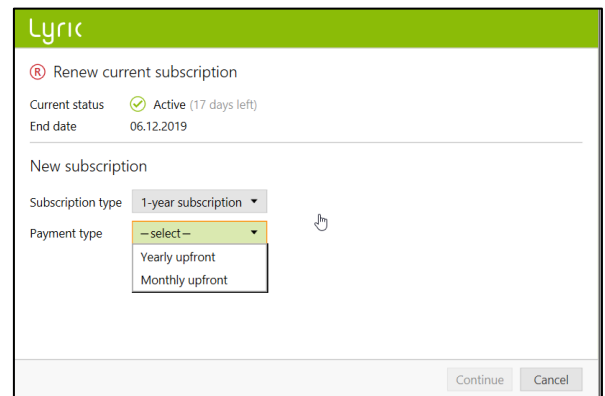 Lyric
R Renew current subscription
Current status Active (17 days left)
End date 06.12.2019
New subscription
Subscription type 1-year subscription
Payment type – select –
Yearly upfront
Monthly upfront
Continue Cancel